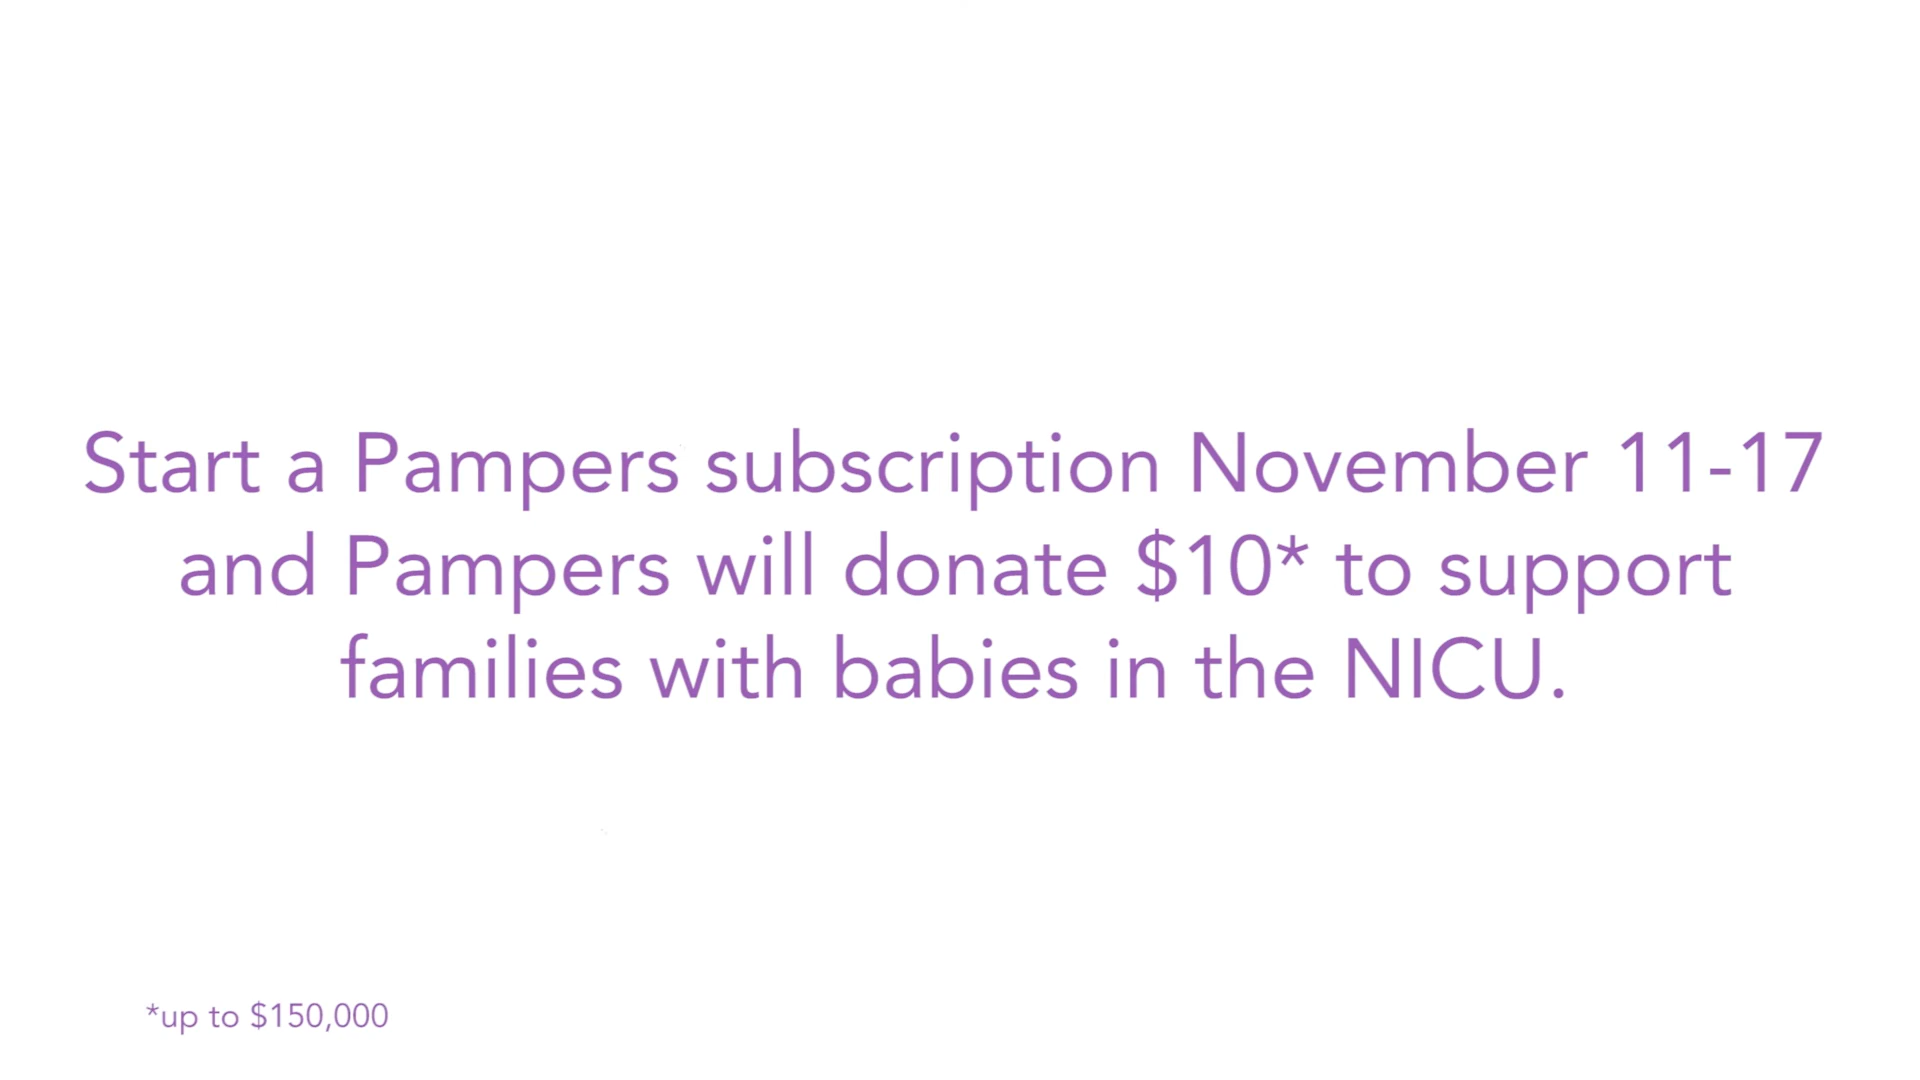 Start a Pampers subscription November 11-17
and Pampers will donate $10* to support
families with babies in the NICU.
*up to $150,000